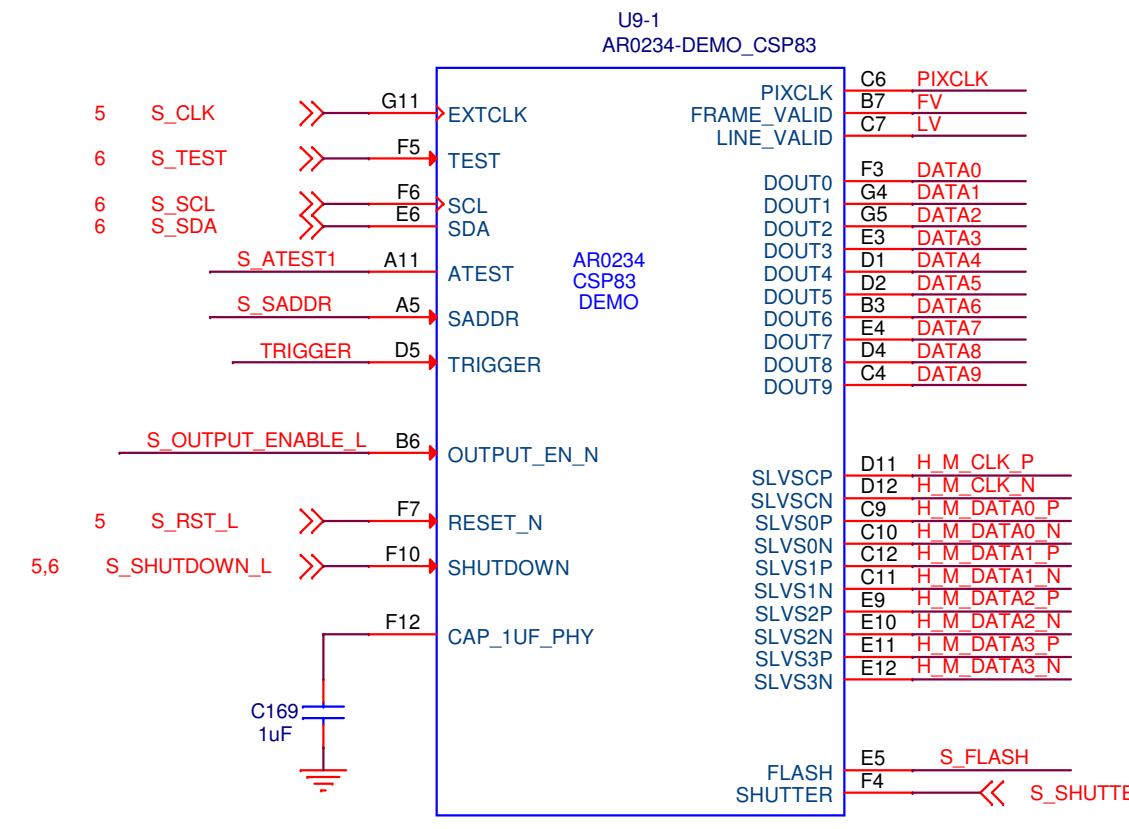 U9-1
AR0234-DEMO_CSP83
5 S_CLK G11 EXTCLK
6 S_TEST F5 TEST
6 S_SCL F6 SCL
6 S_SDA E6 SDA
S_ATEST1 A11 ATEST
S_SADDR A5 SADDR
TRIGGER D5 TRIGGER
S_OUTPUT_ENABLE_L B6 OUTPUT_EN_N
5 S_RST_L F7 RESET_N
5,6 S_SHUTDOWN_L F10 SHUTDOWN
F12 CAP_1UF_PHY
C169
1uF
AR0234
CSP83
DEMO
PIXCLK C6 PIXCLK
FRAME_VALID B7 FV
LINE_VALID C7 LV
DOUT0 F3 DATA0
DOUT1 G4 DATA1
DOUT2 G5 DATA2
DOUT3 E3 DATA3
DOUT4 D1 DATA4
DOUT5 D2 DATA5
DOUT6 B3 DATA6
DOUT7 E4 DATA7
DOUT8 D4 DATA8
DOUT9 C4 DATA9
SLVSCP D11 H_M_CLK_P
SLVSCN D12 H_M_CLK_N
SLVS0P C9 H_M_DATA0_P
SLVS0N C10 H_M_DATA0_N
SLVS1P C12 H_M_DATA1_P
SLVS1N C11 H_M_DATA1_N
SLVS2P E9 H_M_DATA2_P
SLVS2N E10 H_M_DATA2_N
SLVS3P E11 H_M_DATA3_P
SLVS3N E12 H_M_DATA3_N
FLASH E5 S_FLASH
SHUTTER F4 S_SHUTTE